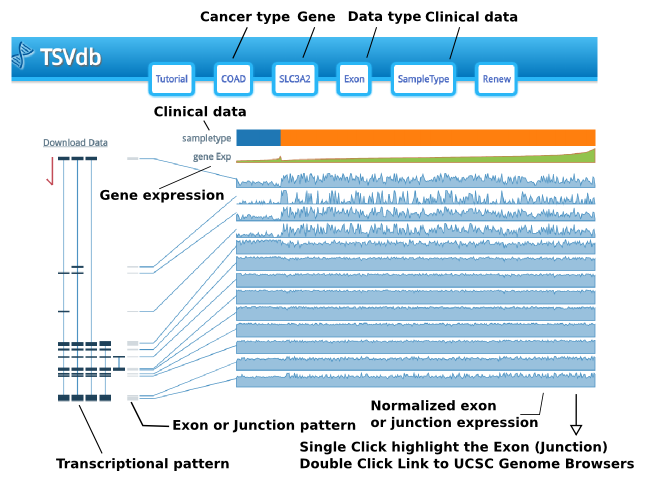 Cancer type Gene Data type Clinical data
TSVdb
Tutorial COAD SLC3A2 Exon SampleType Renew
Clinical data
sampletype
Download Data
gene Exp
Gene expression
Normalized exon
or junction expression
Exon or Junction pattern
Single Click highlight the Exon (Junction)
Double Click Link to UCSC Genome Browsers
Transcriptional pattern